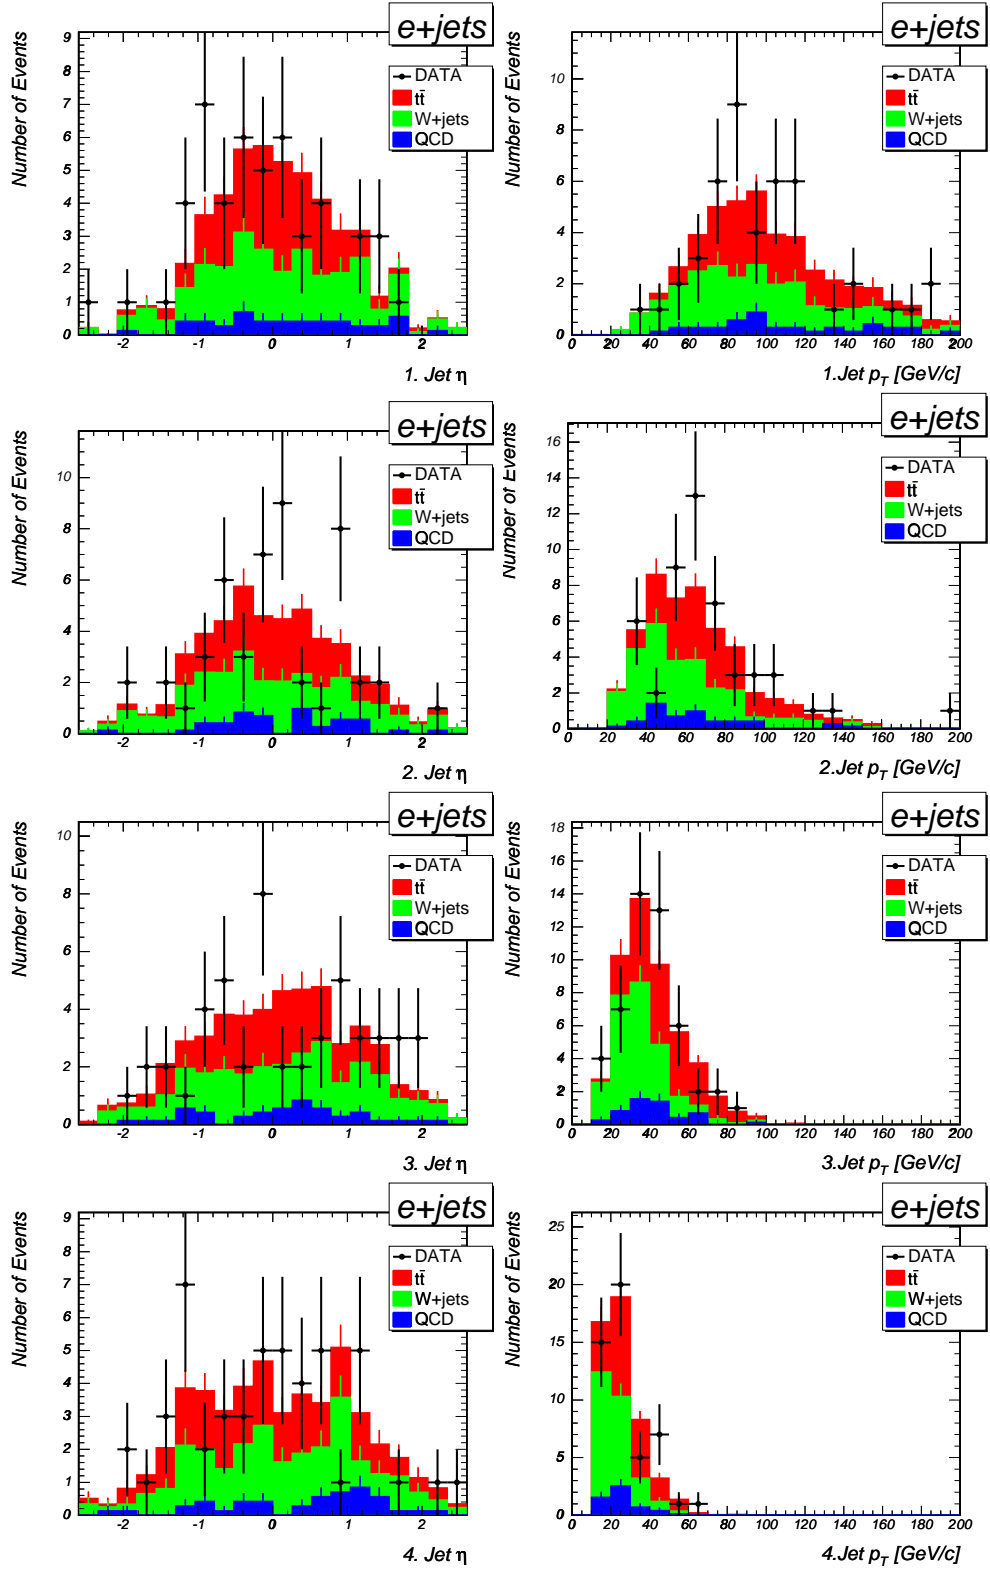 e+jets
Number of Events
DATA
tt̄
W+jets
QCD
0 1 2 3 4 5 6 7 8 9
-2 -1 0 1 2
1. Jet η
e+jets
Number of Events
DATA
tt̄
W+jets
QCD
0 2 4 6 8 10
0 20 40 60 80 100 120 140 160 180 200
1.Jet p_T [GeV/c]
e+jets
Number of Events
DATA
tt̄
W+jets
QCD
0 2 4 6 8 10
-2 -1 0 1 2
2. Jet η
e+jets
Number of Events
DATA
tt̄
W+jets
QCD
0 2 4 6 8 10 12 14 16
0 20 40 60 80 100 120 140 160 180 200
2.Jet p_T [GeV/c]
e+jets
Number of Events
DATA
tt̄
W+jets
QCD
0 2 4 6 8 10
-2 -1 0 1 2
3. Jet η
e+jets
Number of Events
DATA
tt̄
W+jets
QCD
0 2 4 6 8 10 12 14 16 18
0 20 40 60 80 100 120 140 160 180 200
3.Jet p_T [GeV/c]
e+jets
Number of Events
DATA
tt̄
W+jets
QCD
0 1 2 3 4 5 6 7 8 9
-2 -1 0 1 2
4. Jet η
e+jets
Number of Events
DATA
tt̄
W+jets
QCD
0 5 10 15 20 25
0 20 40 60 80 100 120 140 160 180 200
4.Jet p_T [GeV/c]